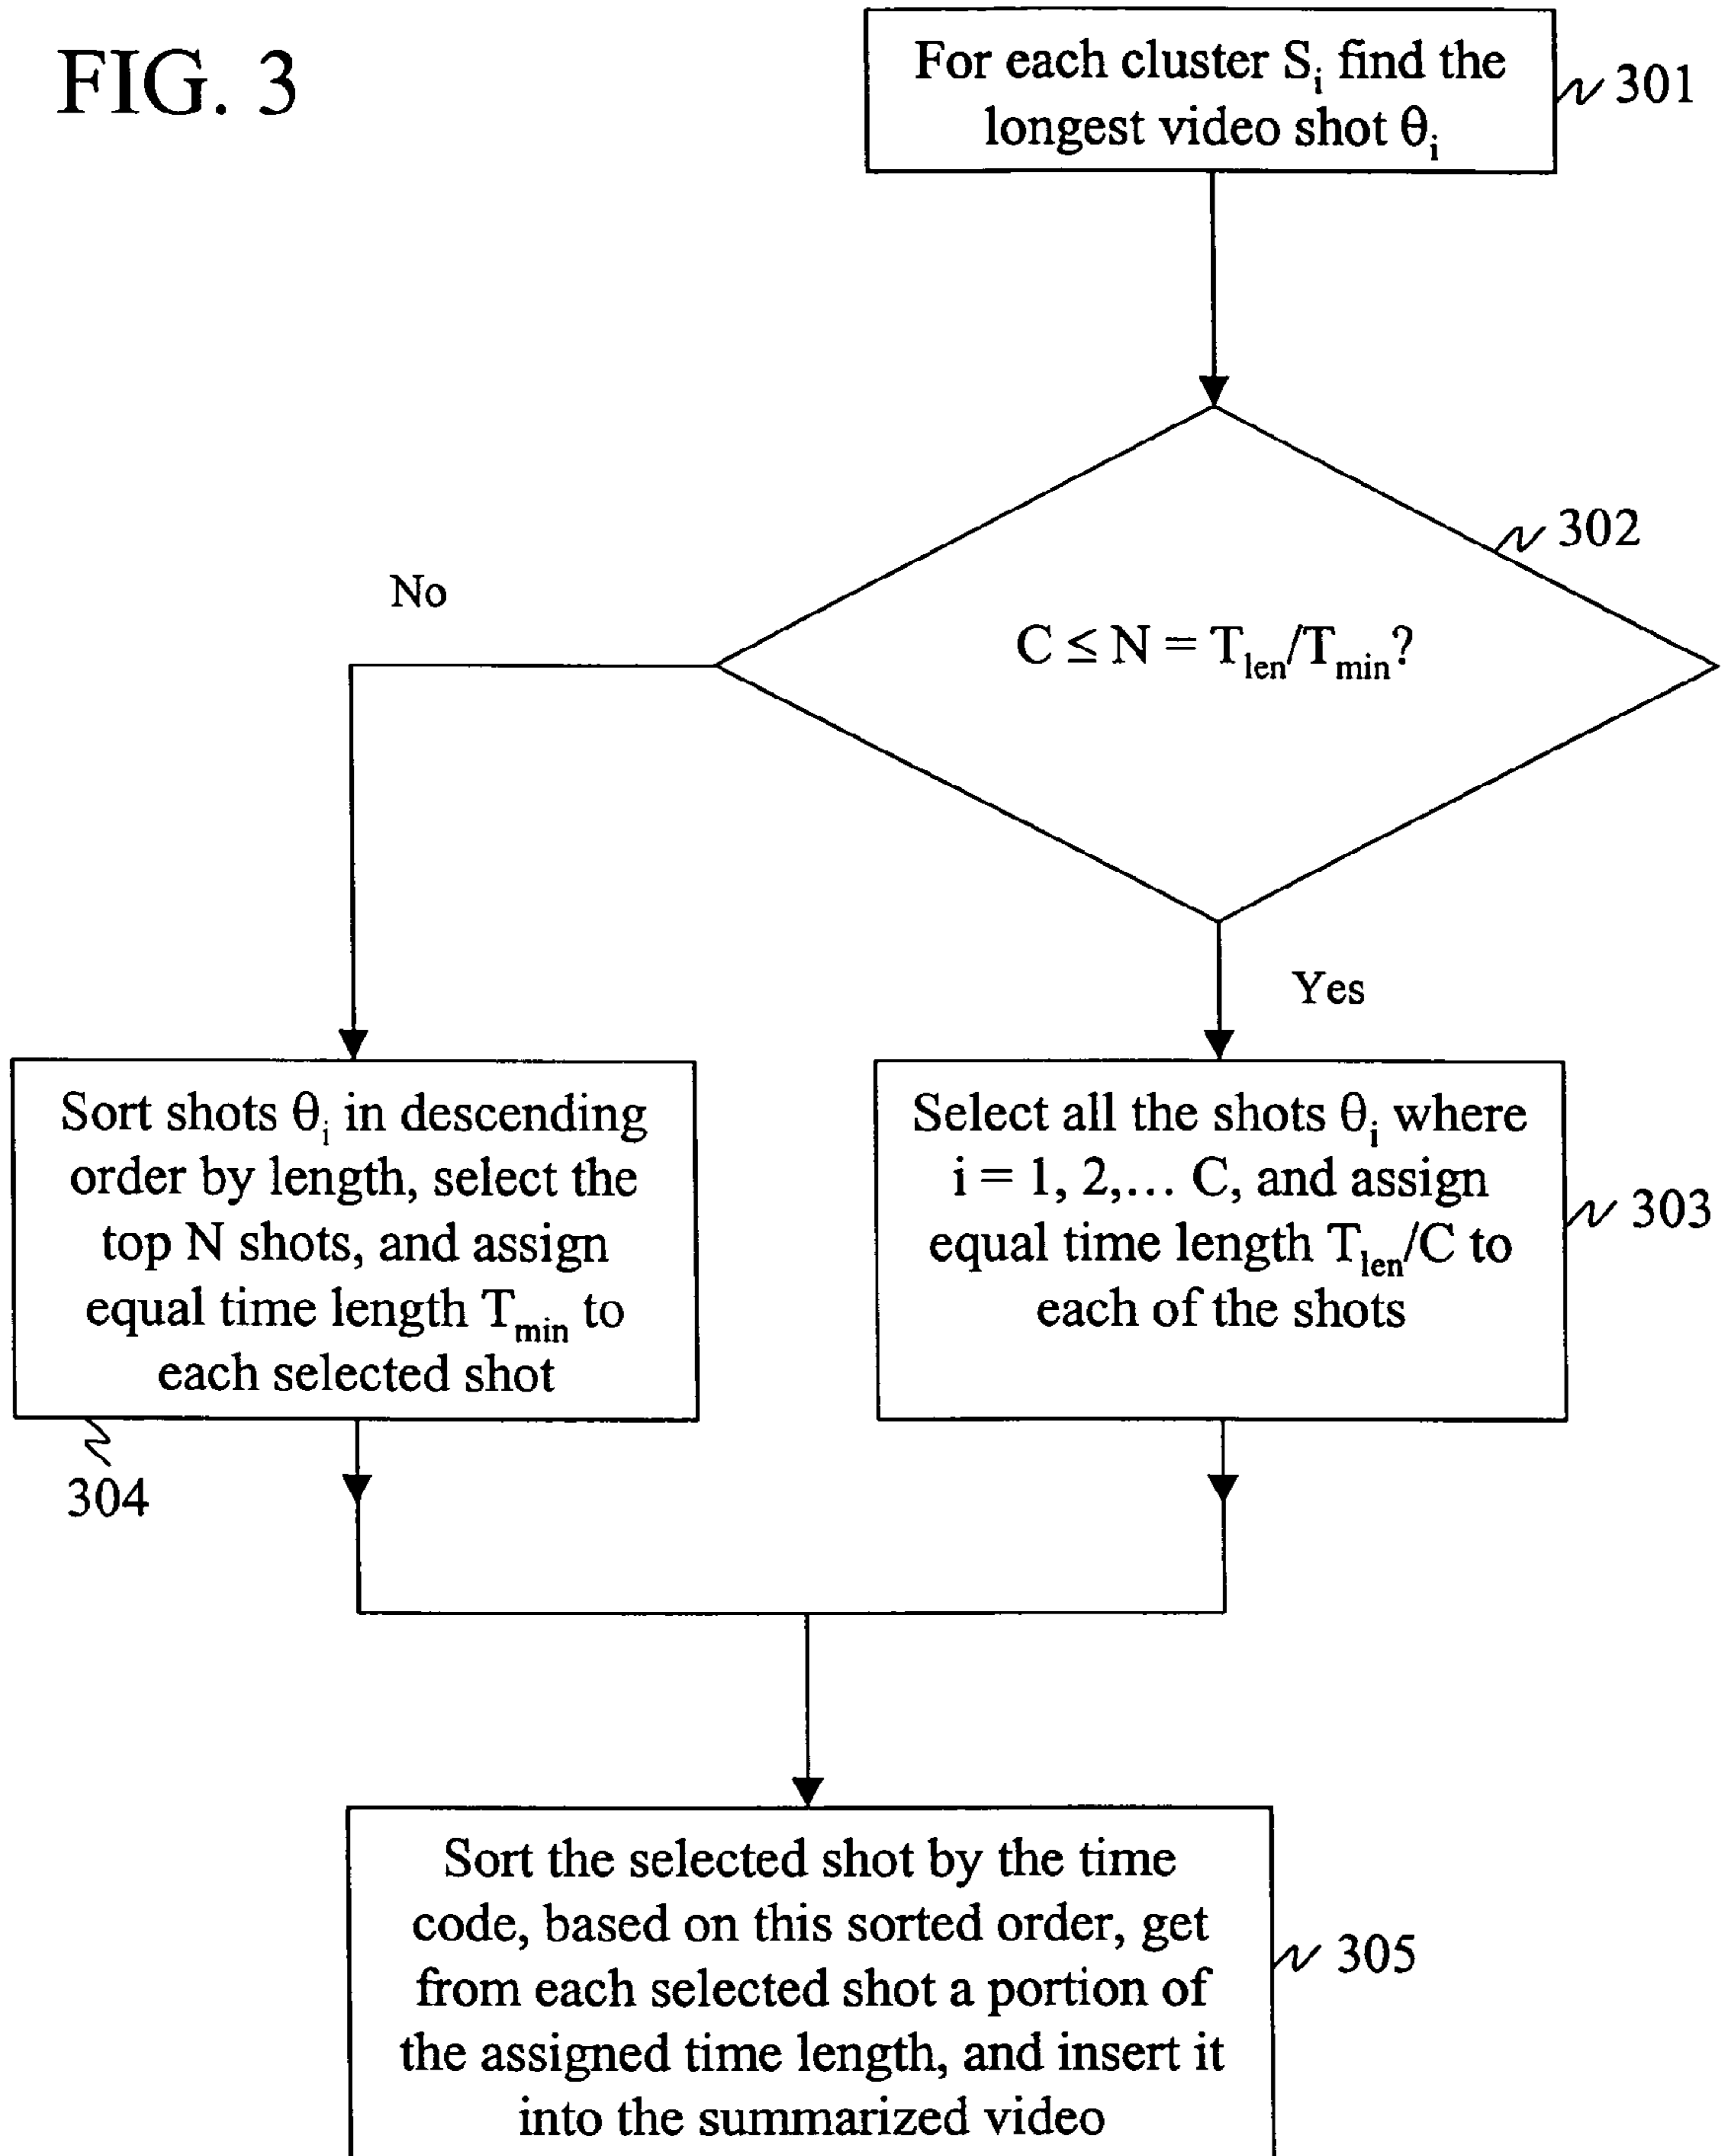 FIG. 3
For each cluster Sᵢ find the
longest video shot θᵢ
301
302
No
C ≤ N = T_len/T_min?
Yes
Sort shots θᵢ in descending
order by length, select the
top N shots, and assign
equal time length T_min to
each selected shot
304
Select all the shots θᵢ where
i = 1, 2,... C, and assign
equal time length T_len/C to
each of the shots
303
Sort the selected shot by the time
code, based on this sorted order, get
from each selected shot a portion of
the assigned time length, and insert it
into the summarized video
305